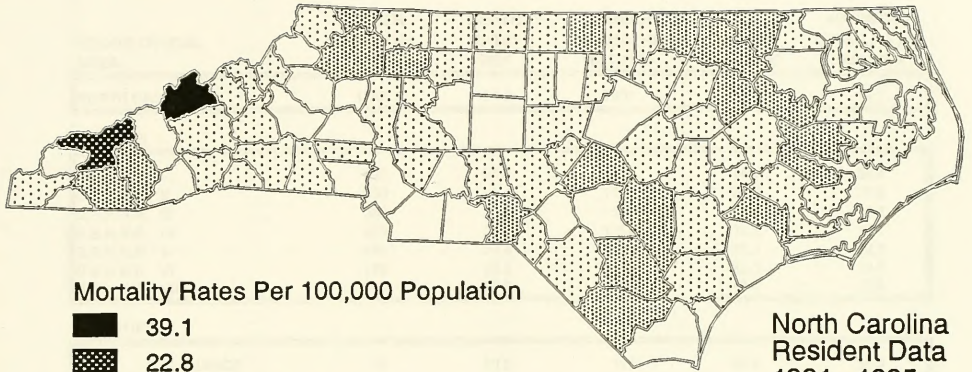 Mortality Rates Per 100,000 Population
39.1
22.8
North Carolina
Resident Data